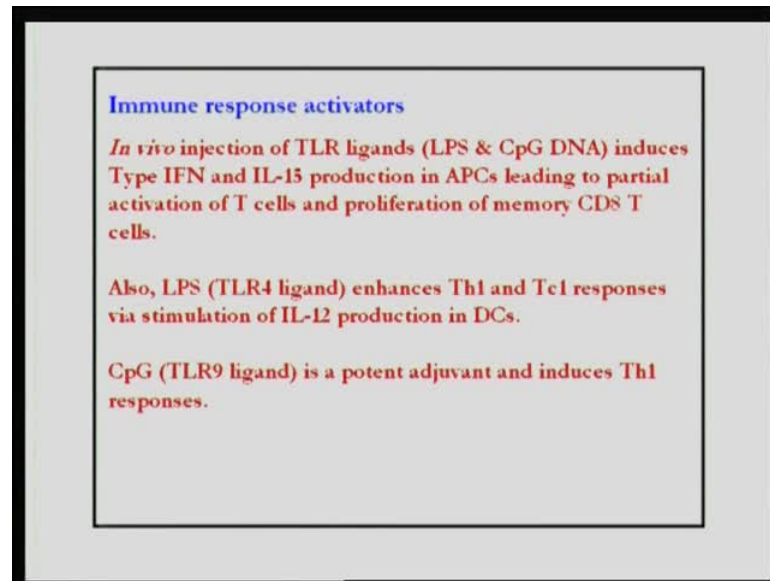 Immune response activators
In vivo injection of TLR ligands (LPS & CpG DNA) induces
Type IFN and IL-15 production in APCs leading to partial
activation of T cells and proliferation of memory CD8 T
cells.
Also, LPS (TLR4 ligand) enhances Th1 and Tc1 responses
via stimulation of IL-12 production in DCs.
CpG (TLR9 ligand) is a potent adjuvant and induces Th1
responses.